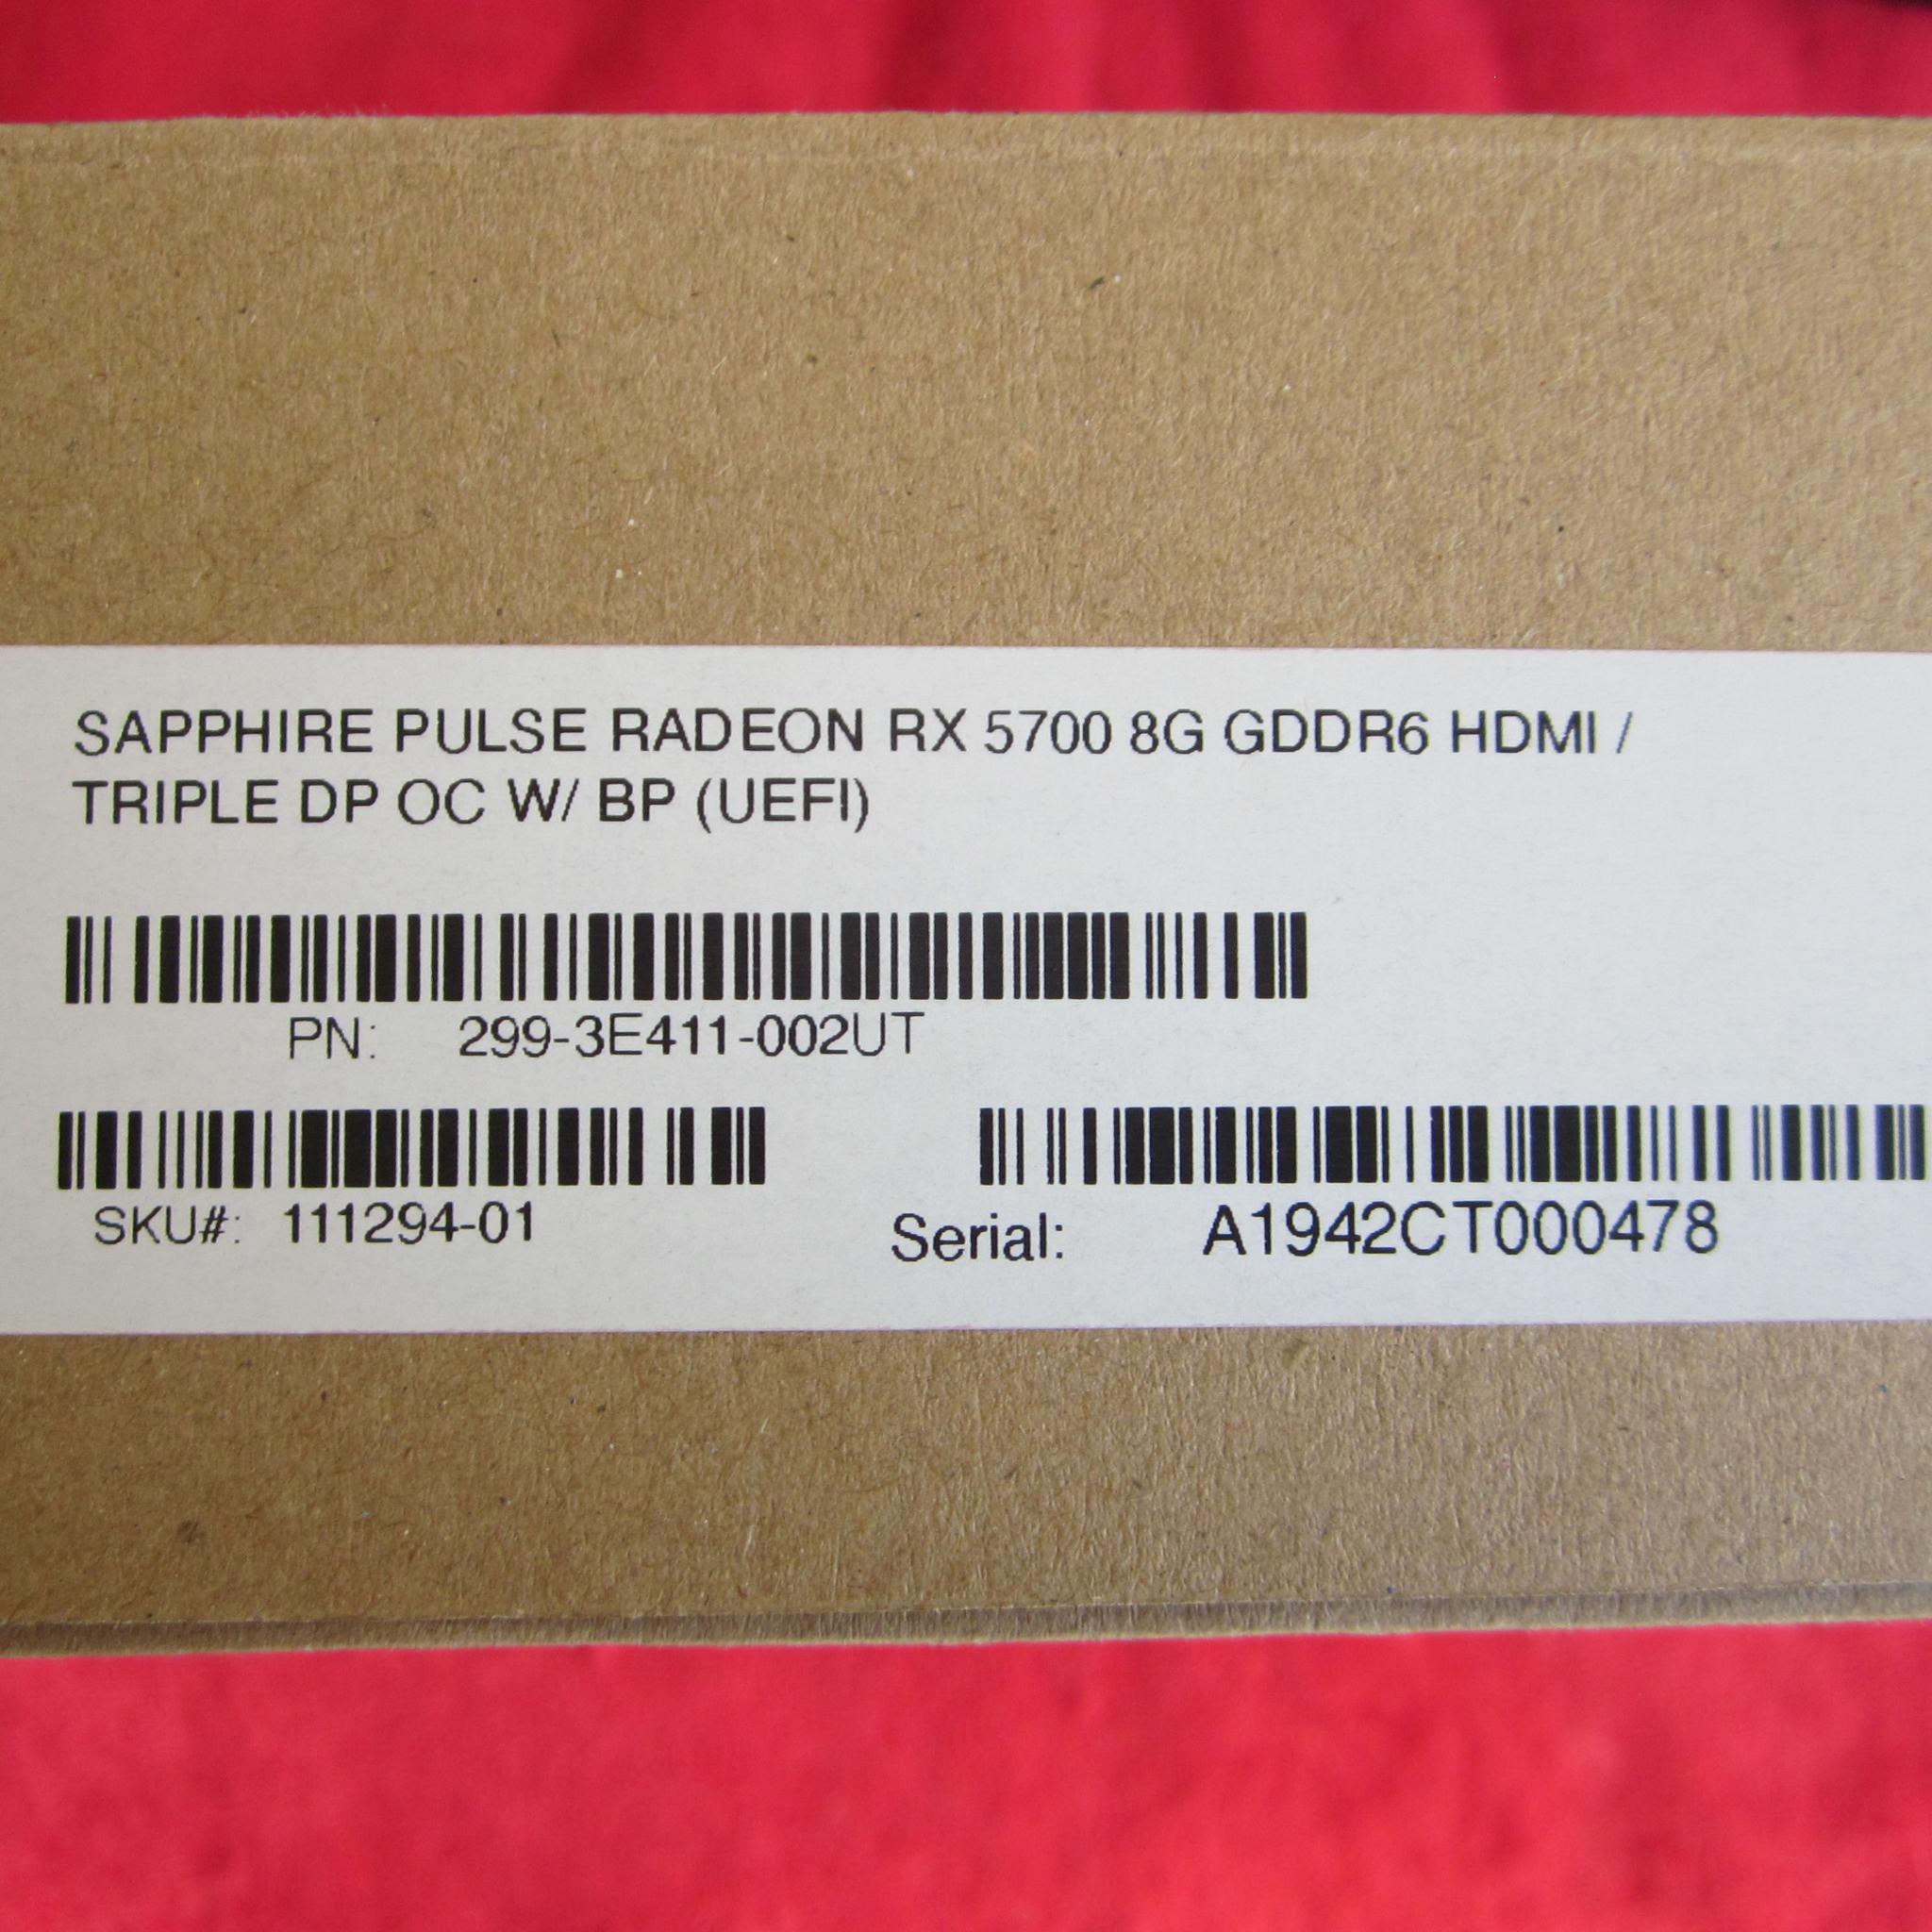 SAPPHIRE PULSE RADEON RX 5700 8G GDDR6 HDMI /
TRIPLE DP OC W/ BP (UEFI)
PN: 299-3E411-002UT
SKU#: 111294-01
Serial: A1942CT000478